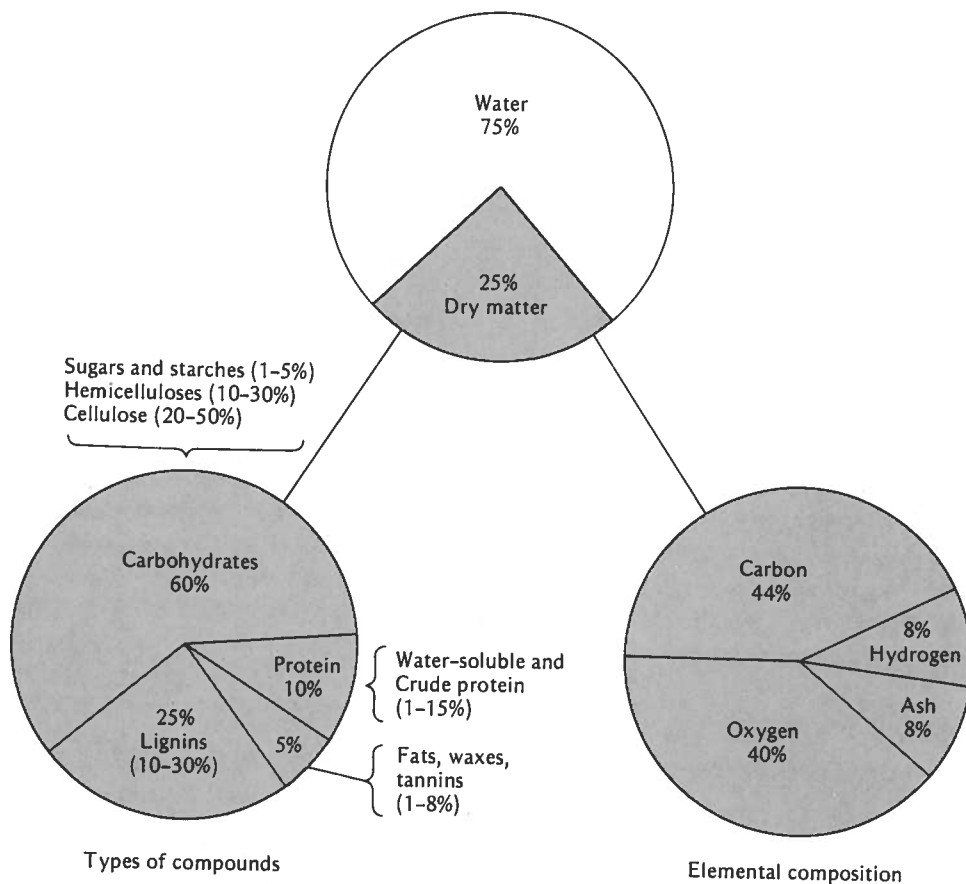 Water
75%
25%
Dry matter
Sugars and starches (1–5%)
Hemicelluloses (10–30%)
Cellulose (20–50%)
Carbohydrates
60%
Protein
10%
Water-soluble and
Crude protein
(1–15%)
25%
Lignins
(10–30%)
5%
Fats, waxes,
tannins
(1–8%)
Types of compounds
Carbon
44%
8%
Hydrogen
Ash
8%
Oxygen
40%
Elemental composition